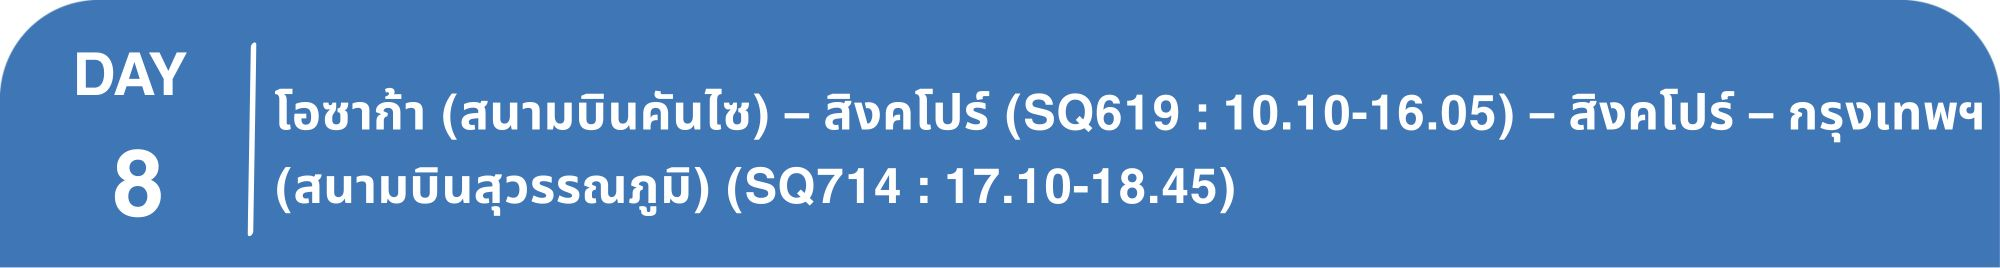 DAY
8
โอซาก้า (สนามบินคันไซ) – สิงคโปร์ (SQ619 : 10.10-16.05) – สิงคโปร์ – กรุงเทพฯ
(สนามบินสุวรรณภูมิ) (SQ714 : 17.10-18.45)